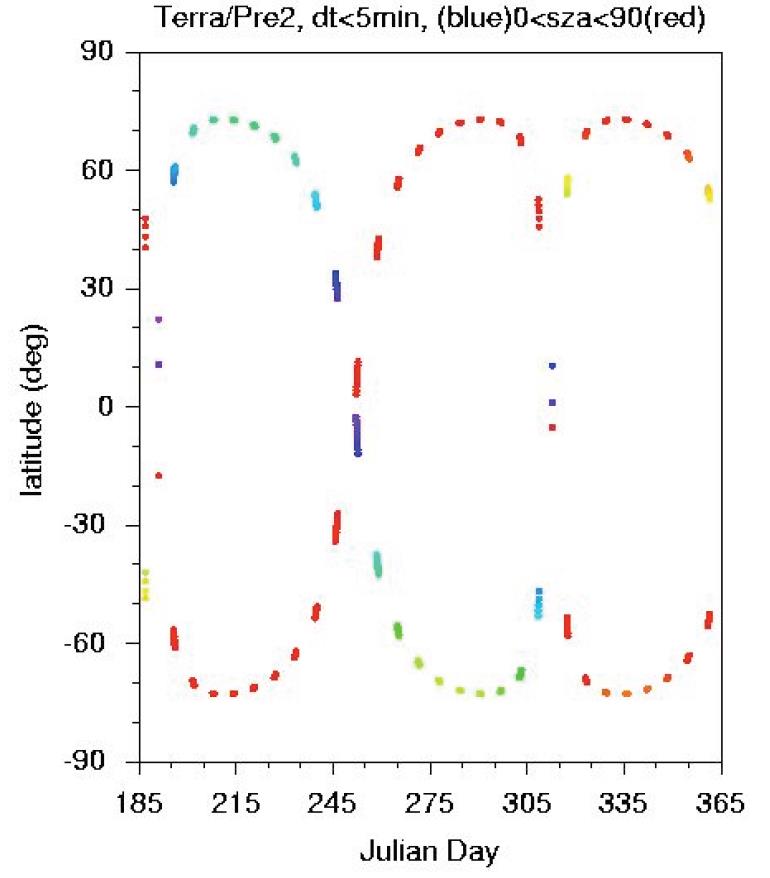 Terra/Pre2, dt<5min, (blue)0<sza<90(red)
90
60
30
0
-30
-60
-90
latitude (deg)
185 215 245 275 305 335 365
Julian Day